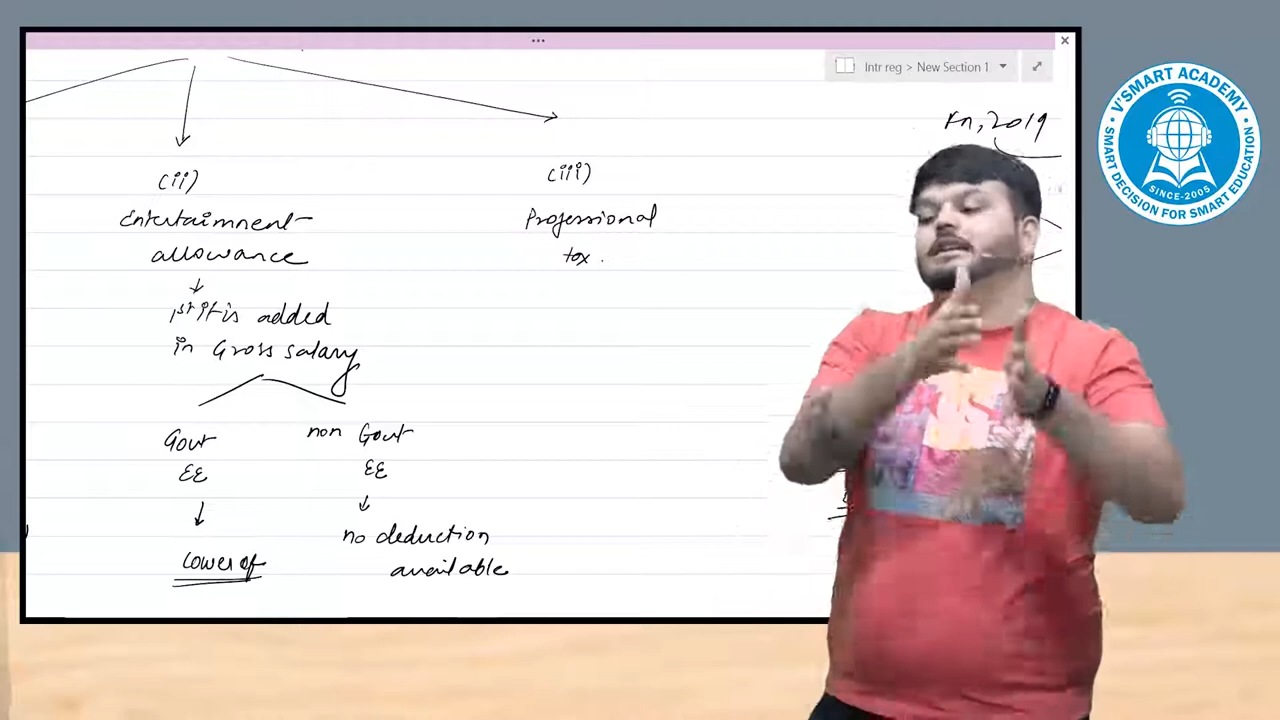 Intr reg > New Section 1
Fn, 2019
(ii)
Entertainment
allowance
1st it is added
in Gross salary
Govt
EE
Lower of
non Govt
EE
no deduction
available
(iii)
Professional
tax.
V'SMART ACADEMY
SINCE-2005
SMART DECISION FOR SMART EDUCATION